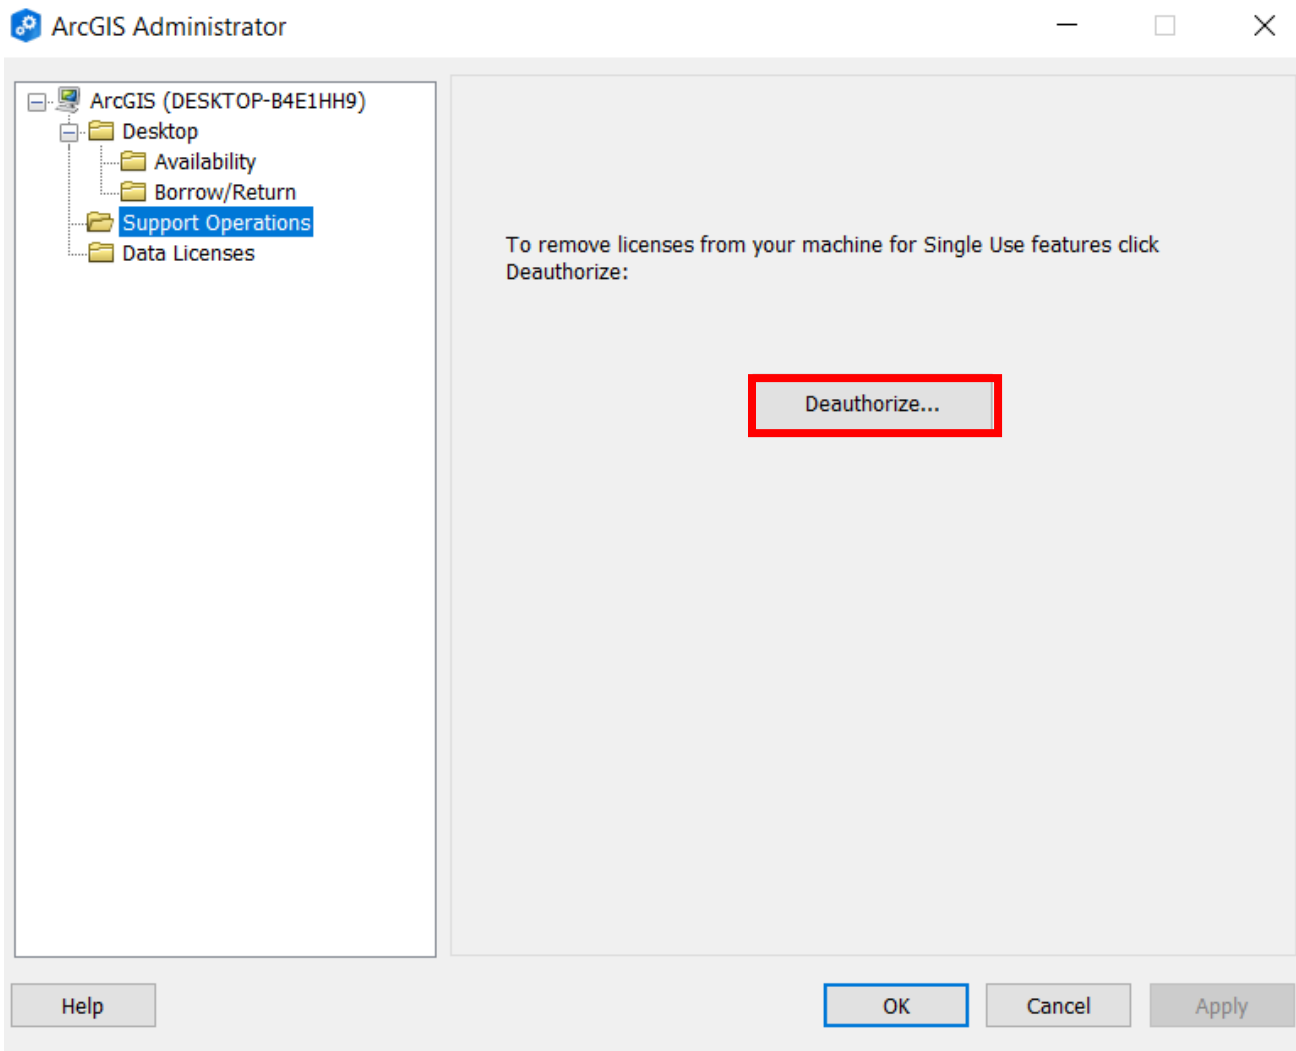 ArcGIS Administrator
ArcGIS (DESKTOP-B4E1HH9)
Desktop
Availability
Borrow/Return
Support Operations
Data Licenses
To remove licenses from your machine for Single Use features click
Deauthorize:
Deauthorize...
Help
OK
Cancel
Apply